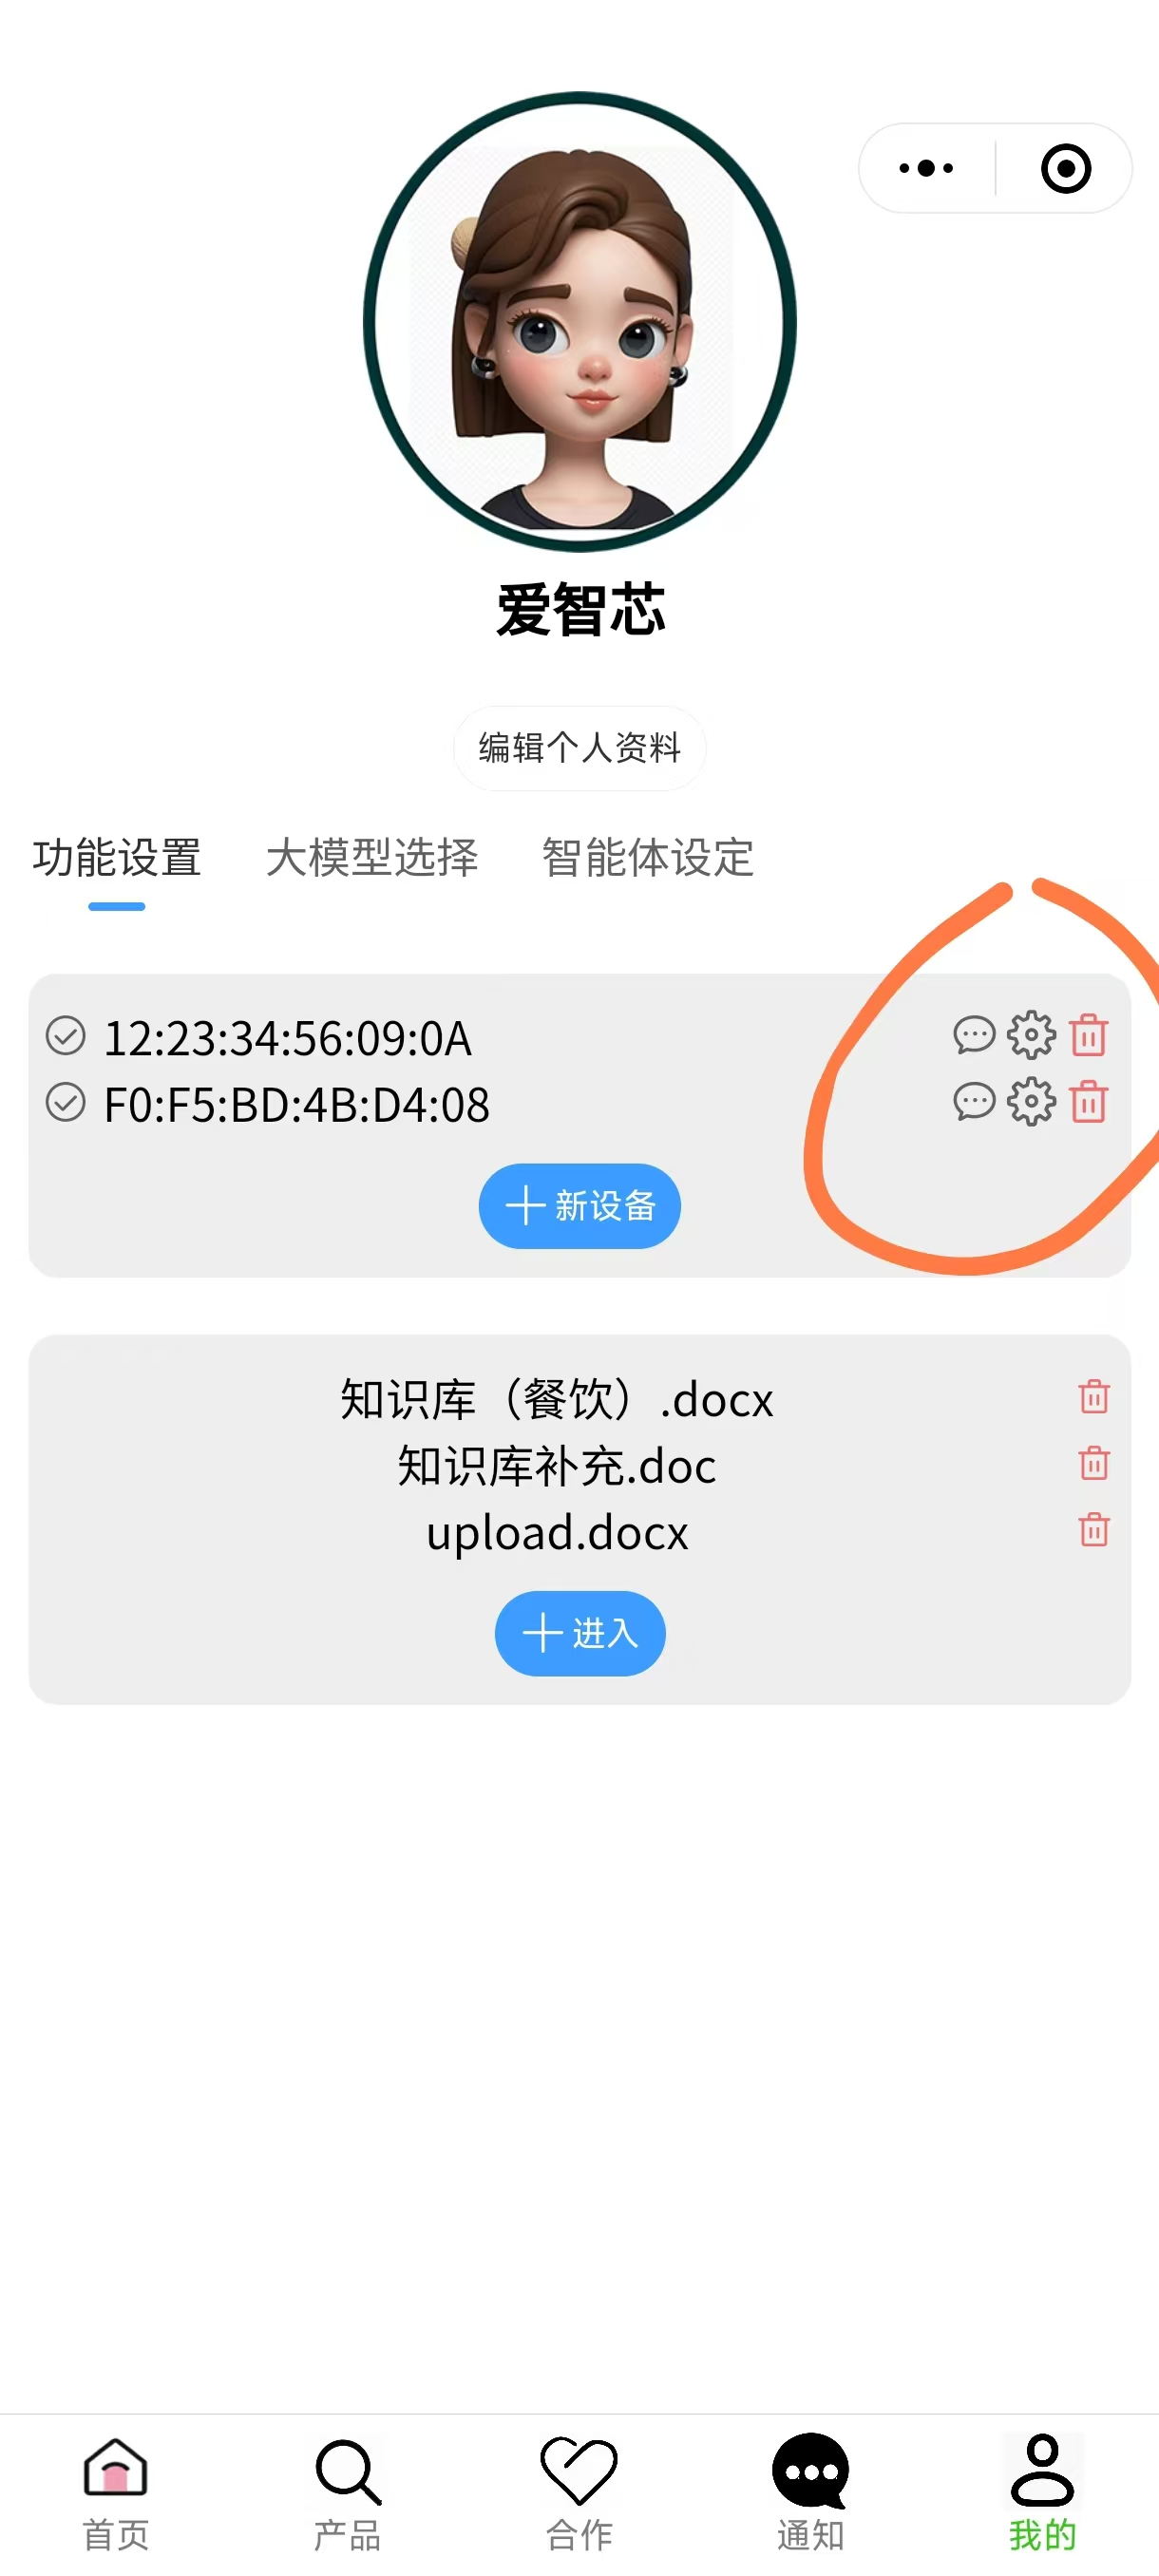 爱智芯
编辑个人资料
功能设置 大模型选择 智能体设定
12:23:34:56:09:0A
F0:F5:BD:4B:D4:08
新设备
知识库（餐饮）.docx
知识库补充.doc
upload.docx
进入
首页 产品 合作 通知 我的